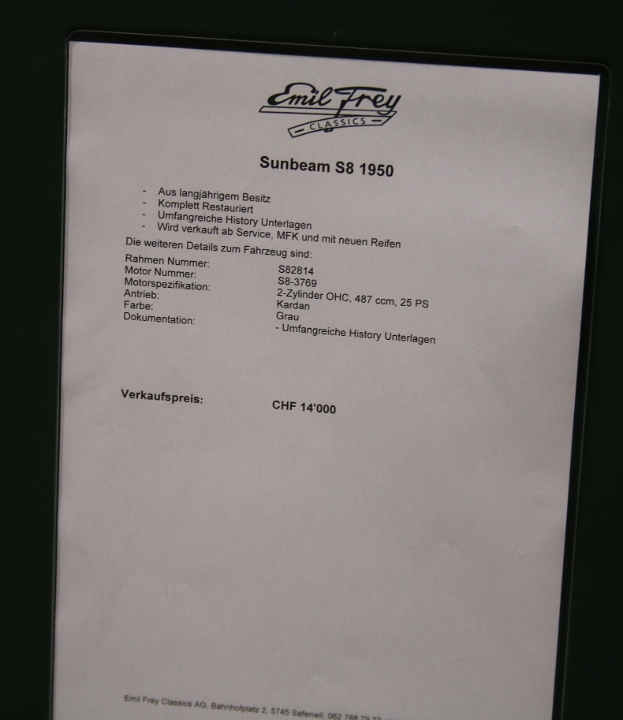 Emil Frey
CLASSICS
Sunbeam S8 1950
- Aus langjährigem Besitz
- Komplett Restauriert
- Umfangreiche History Unterlagen
- Wird verkauft ab Service, MFK und mit neuen Reifen
Die weiteren Details zum Fahrzeug sind:
Rahmen Nummer: S82814
Motor Nummer: S8-3769
Motorspezifikation: 2-Zylinder OHC, 487 ccm, 25 PS
Antrieb: Kardan
Farbe: Grau
Dokumentation: - Umfangreiche History Unterlagen
Verkaufspreis: CHF 14'000
Emil Frey Classics AG, Bahnhofplatz 2, 5745 Safenwil, 062 788 79